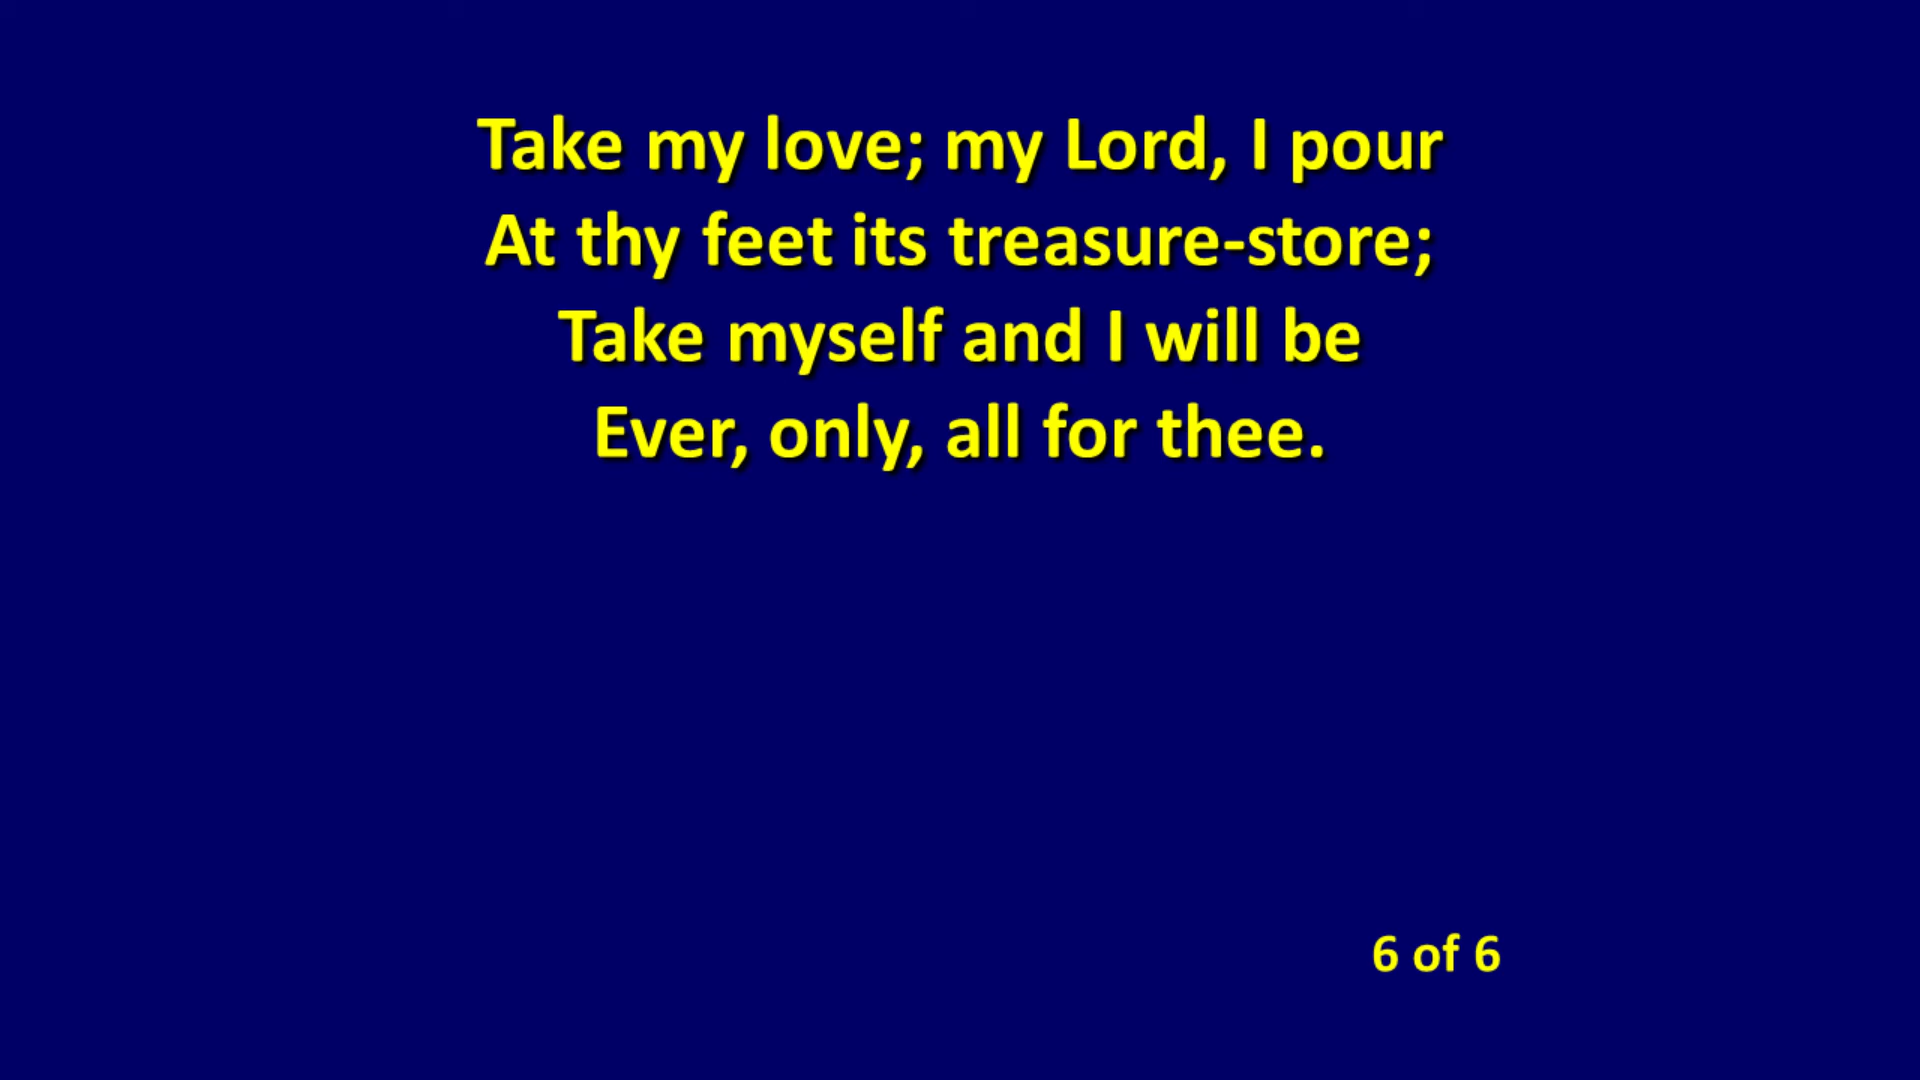 Take my love; my Lord, I pour
At thy feet its treasure-store;
Take myself and I will be
Ever, only, all for thee.
6 of 6